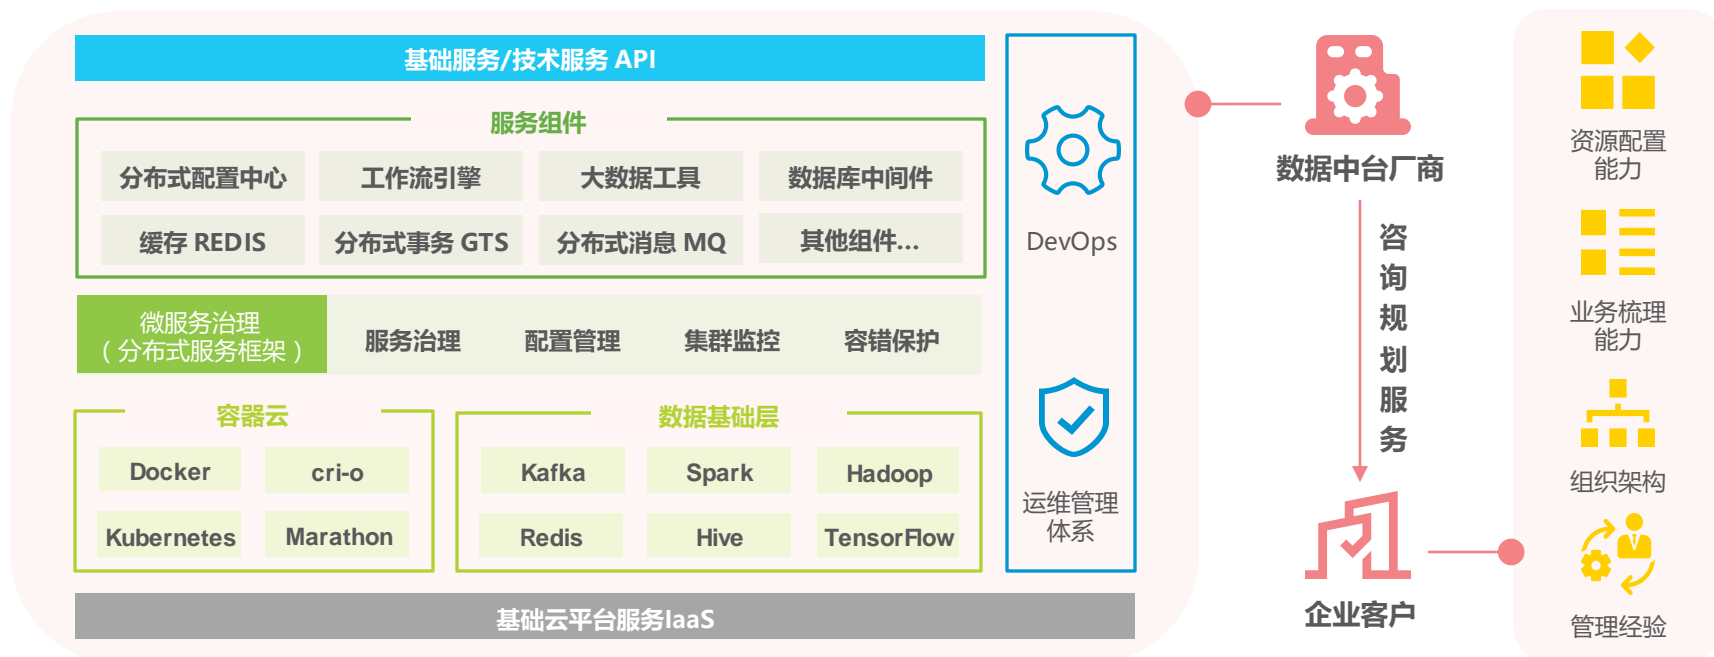 基础服务/技术服务 API
服务组件
分布式配置中心
工作流引擎
大数据工具
数据库中间件
缓存 REDIS
分布式事务 GTS
分布式消息 MQ
其他组件...
微服务治理
（分布式服务框架）
服务治理
配置管理
集群监控
容错保护
容器云
Docker
cri-o
Kubernetes
Marathon
数据基础层
Kafka
Spark
Hadoop
Redis
Hive
TensorFlow
基础云平台服务IaaS
DevOps
运维管理
体系
数据中台厂商
咨询规划服务
企业客户
资源配置
能力
业务梳理
能力
组织架构
管理经验